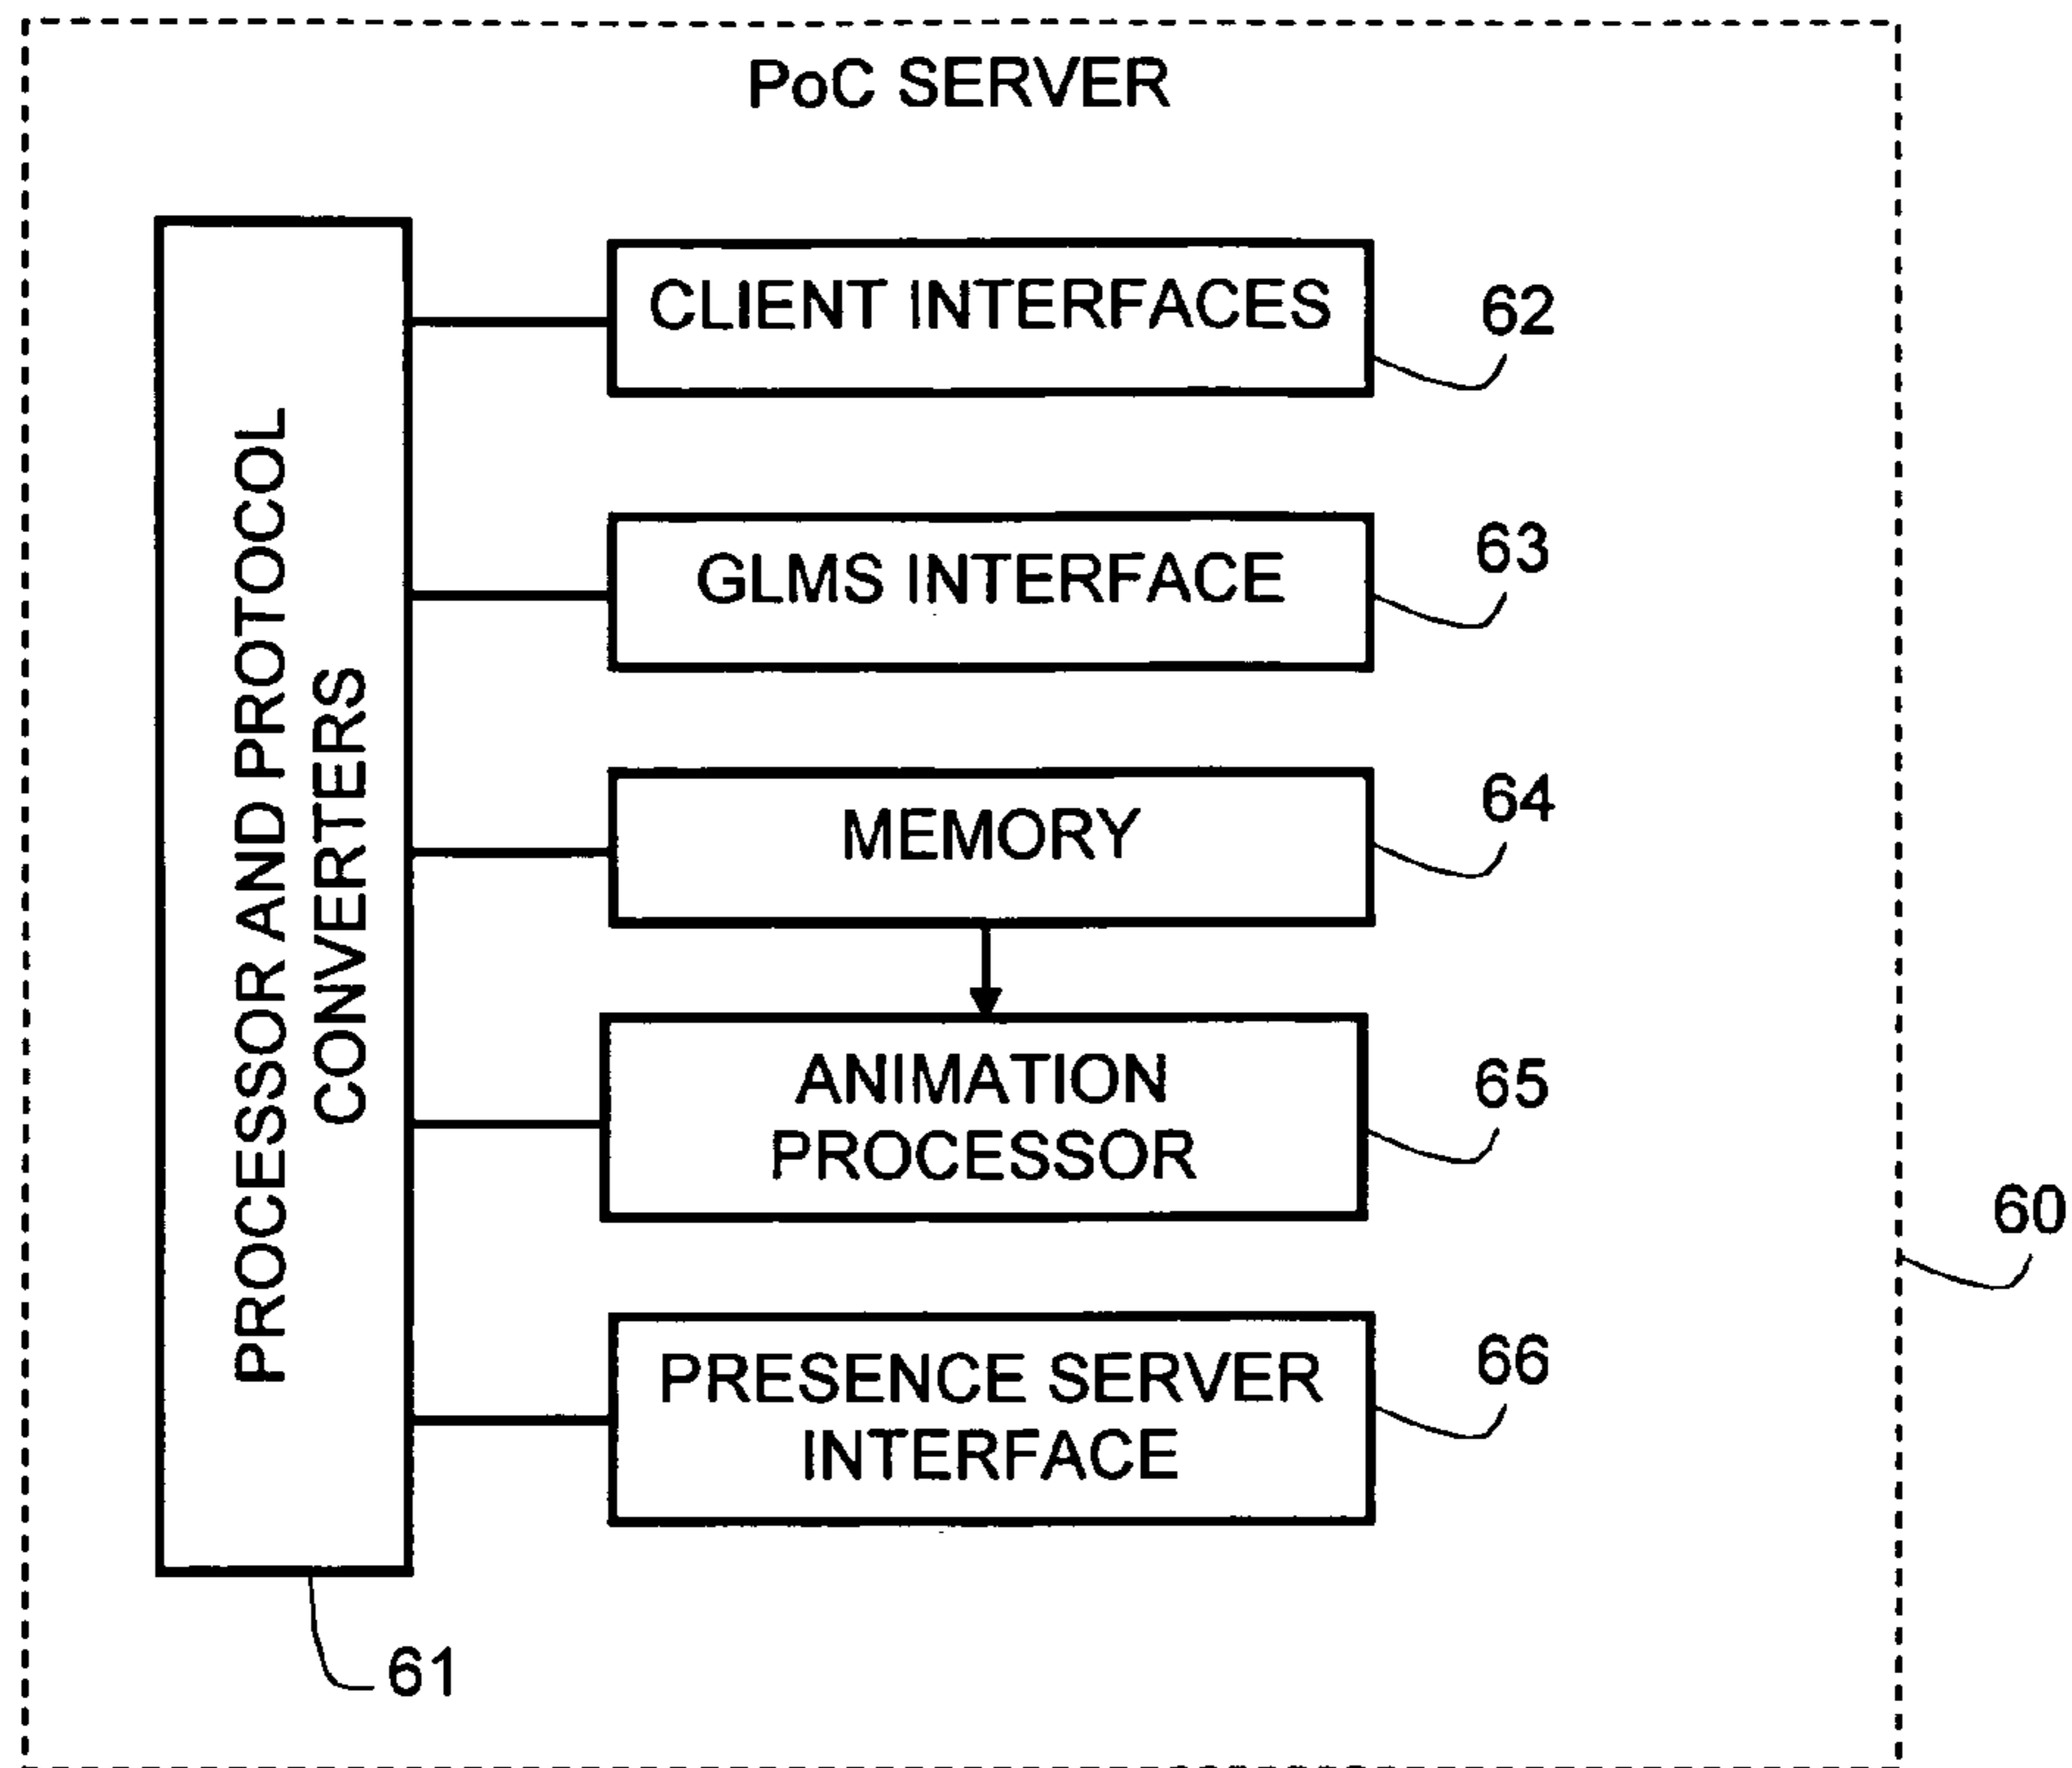 PoC SERVER
PROCESSOR AND PROTOCOL
CONVERTERS
CLIENT INTERFACES
62
GLMS INTERFACE
63
MEMORY
64
ANIMATION
PROCESSOR
65
60
PRESENCE SERVER
INTERFACE
66
61